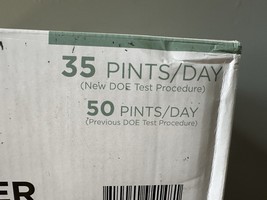 35 PINTS/DAY
(New DOE Test Procedure)
50 PINTS/DAY
(Previous DOE Test Procedure)